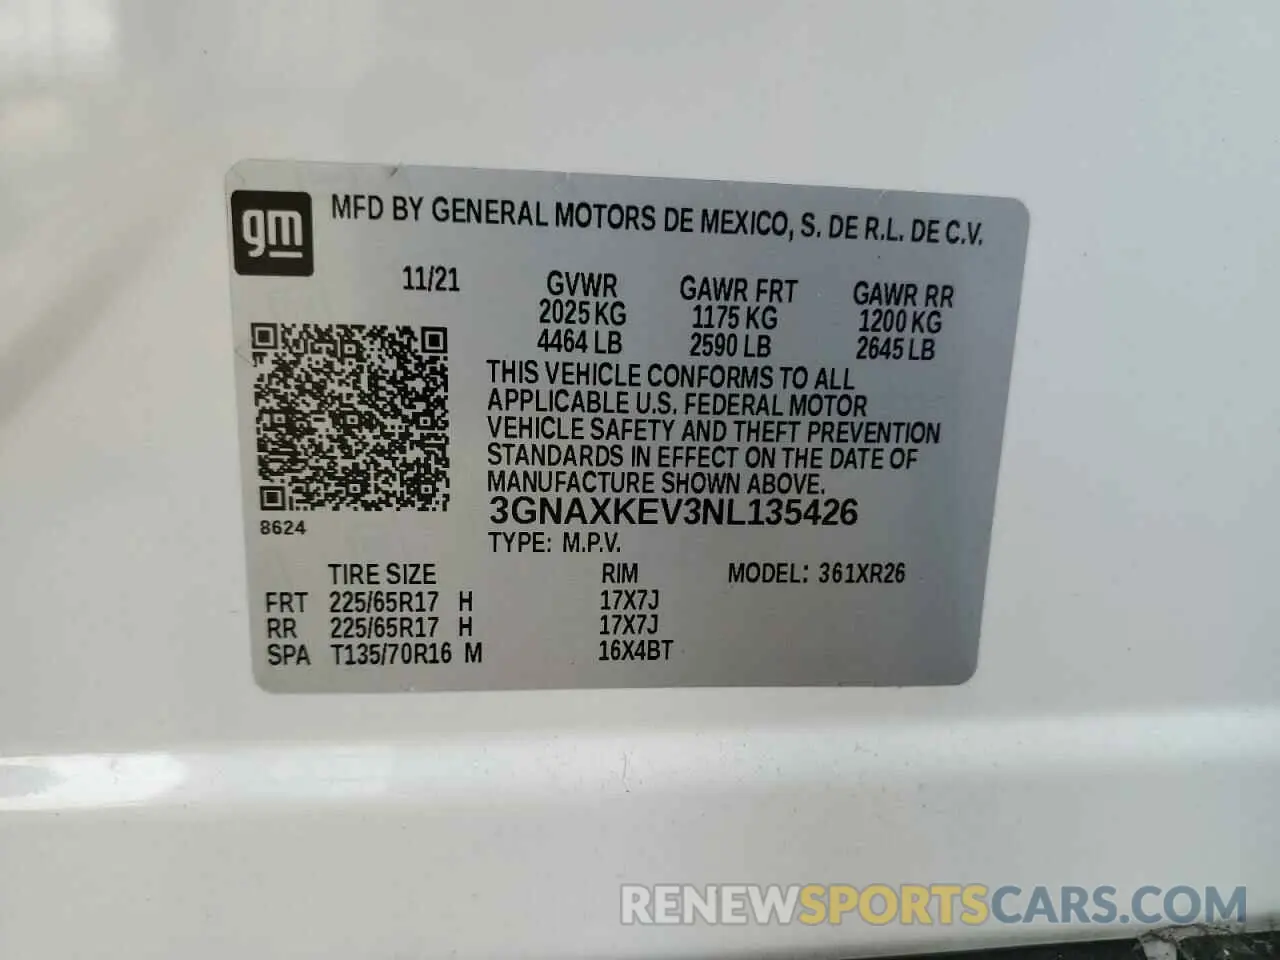 gm
MFD BY GENERAL MOTORS DE MEXICO, S. DE R.L. DE C.V.
11/21 GVWR GAWR FRT GAWR RR
2025 KG 1175 KG 1200 KG
4464 LB 2590 LB 2645 LB
THIS VEHICLE CONFORMS TO ALL
APPLICABLE U.S. FEDERAL MOTOR
VEHICLE SAFETY AND THEFT PREVENTION
STANDARDS IN EFFECT ON THE DATE OF
MANUFACTURE SHOWN ABOVE.
3GNAXKEV3NL135426
8624
TYPE: M.P.V.
TIRE SIZE RIM MODEL: 361XR26
FRT 225/65R17 H 17X7J
RR 225/65R17 H 17X7J
SPA T135/70R16 M 16X4BT
RENEWSPORTSCARS.COM